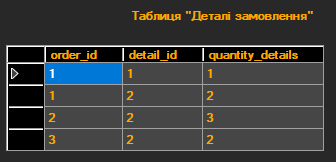 Таблиця "Деталі замовлення"
order_id detail_id quantity_details
1 1 1
1 2 2
2 2 3
3 2 2